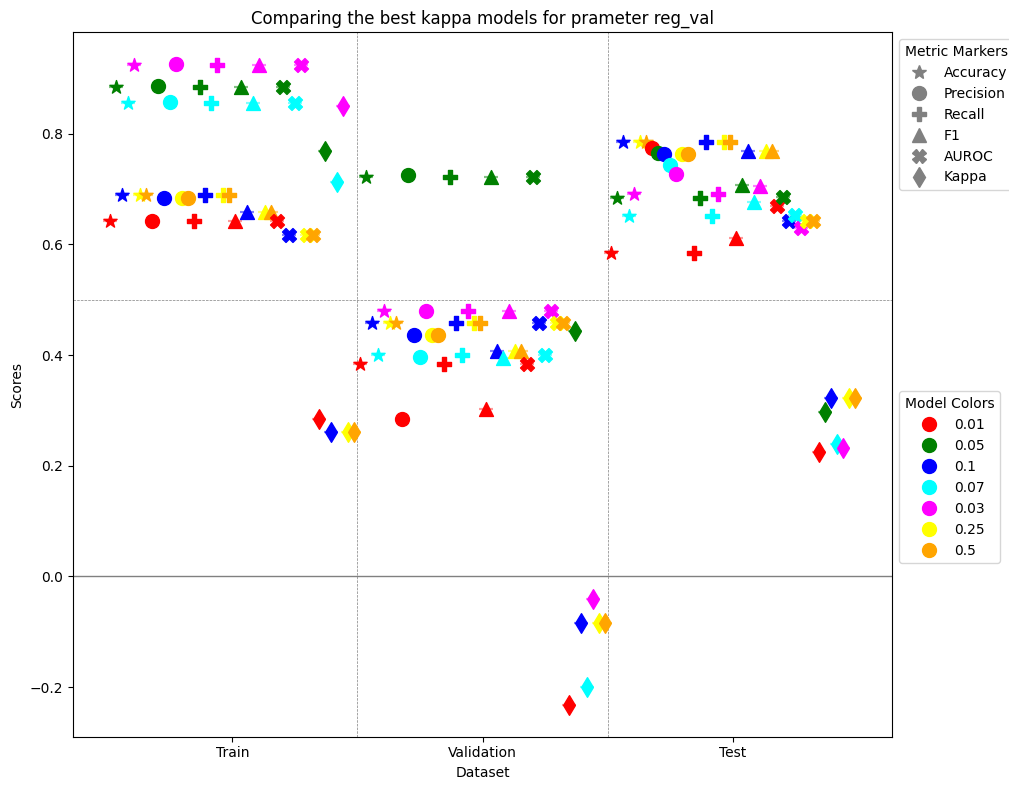 Comparing the best kappa models for prameter reg_val
Metric Markers
Accuracy
Precision
Recall
F1
AUROC
Kappa
0.8
0.6
0.4
0.2
0.0
−0.2
Scores
Model Colors
0.01
0.05
0.1
0.07
0.03
0.25
0.5
Train
Validation
Test
Dataset